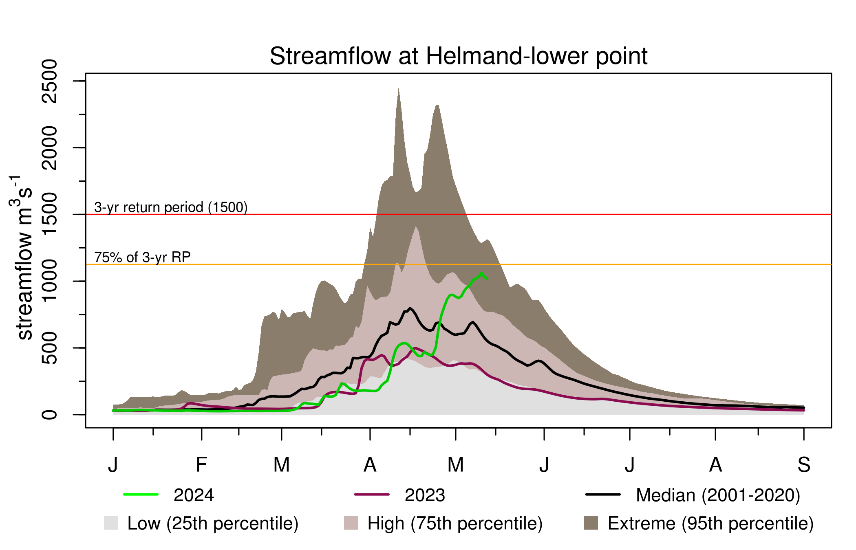 Streamflow at Helmand-lower point
streamflow m³s⁻¹
2500
2000
1500
1000
500
0
3-yr return period (1500)
75% of 3-yr RP
J F M A M J J A S
2024 2023 Median (2001-2020)
Low (25th percentile) High (75th percentile) Extreme (95th percentile)